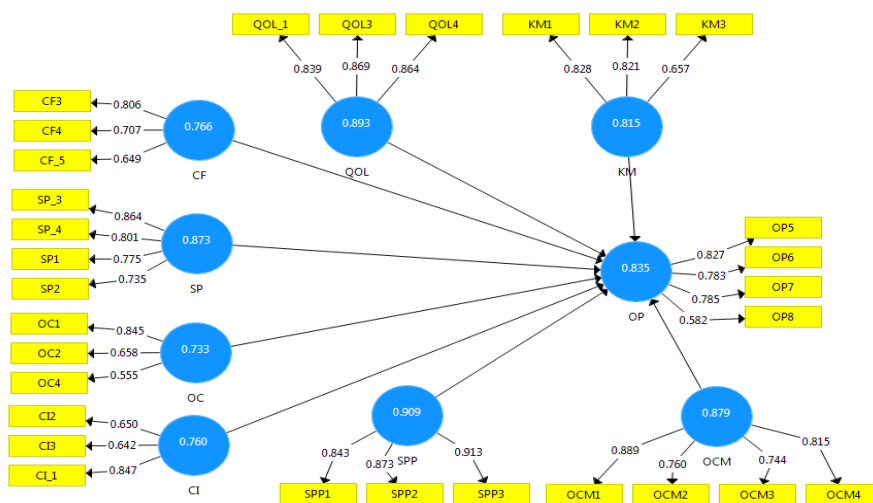 QOL_1 QOL3 QOL4
0.839 0.869 0.864
0.893
QOL
KM1 KM2 KM3
0.828 0.821 0.657
0.815
KM
CF3 0.806
CF4 0.707
CF_5 0.649
0.766
CF
SP_3 0.864
SP_4 0.801
SP1 0.775
SP2 0.735
0.873
SP
OP5 0.827
OP6 0.783
OP7 0.785
OP8 0.582
0.835
OP
OC1 0.845
OC2 0.658
OC4 0.555
0.733
OC
CI2 0.650
CI3 0.642
CI_1 0.847
0.760
CI
0.909
SPP
0.843 0.873 0.913
SPP1 SPP2 SPP3
0.879
OCM
0.889 0.760 0.744 0.815
OCM1 OCM2 OCM3 OCM4